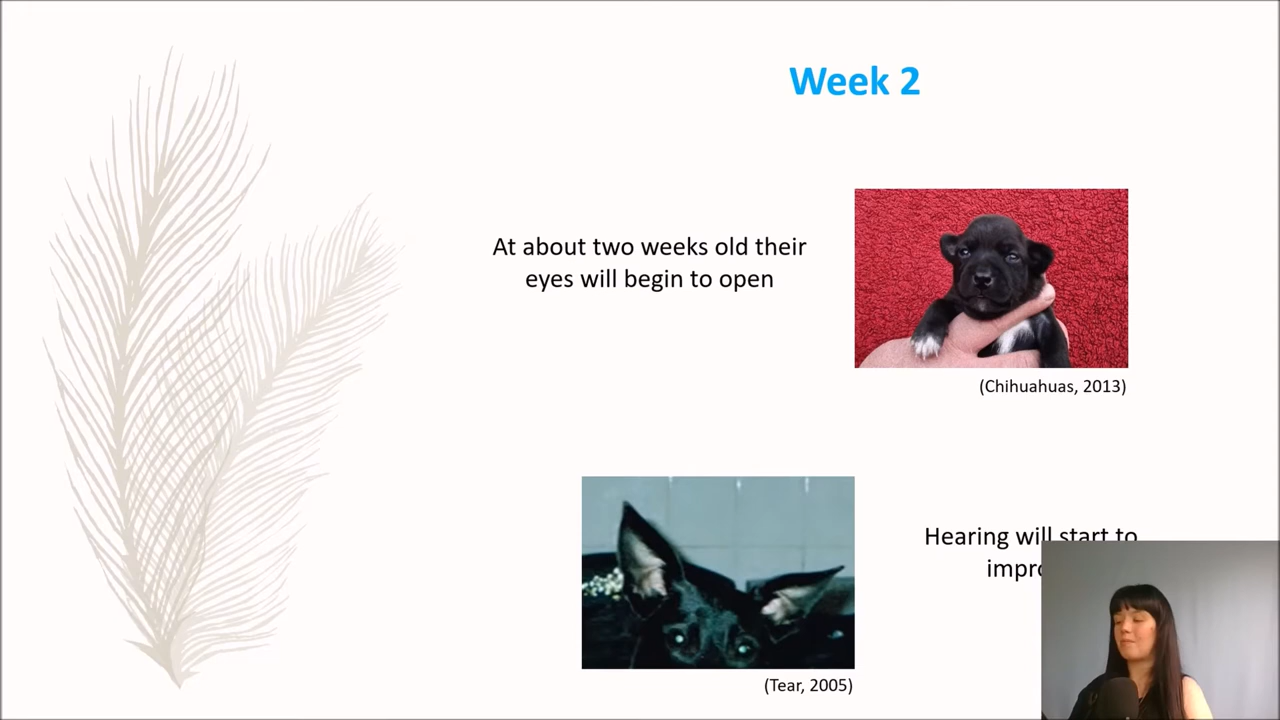 Week 2
At about two weeks old their
eyes will begin to open
(Chihuahuas, 2013)
Hearing will start to
(Tear, 2005)